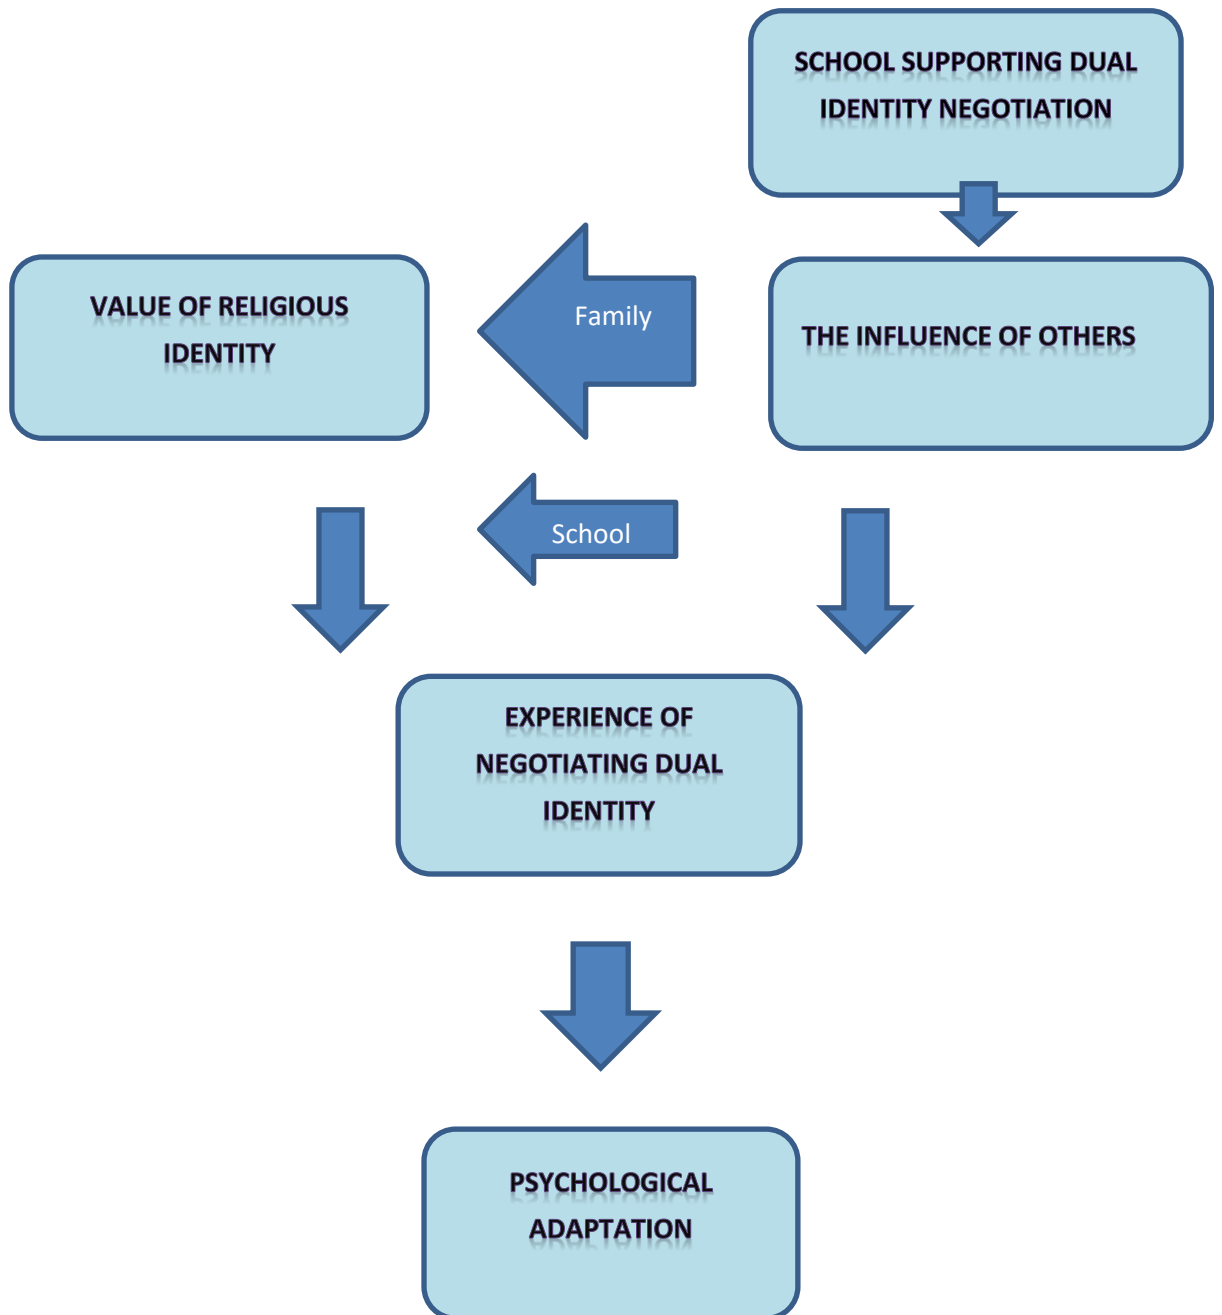 SCHOOL SUPPORTING DUAL
IDENTITY NEGOTIATION
VALUE OF RELIGIOUS
IDENTITY
Family
THE INFLUENCE OF OTHERS
School
EXPERIENCE OF
NEGOTIATING DUAL
IDENTITY
PSYCHOLOGICAL
ADAPTATION